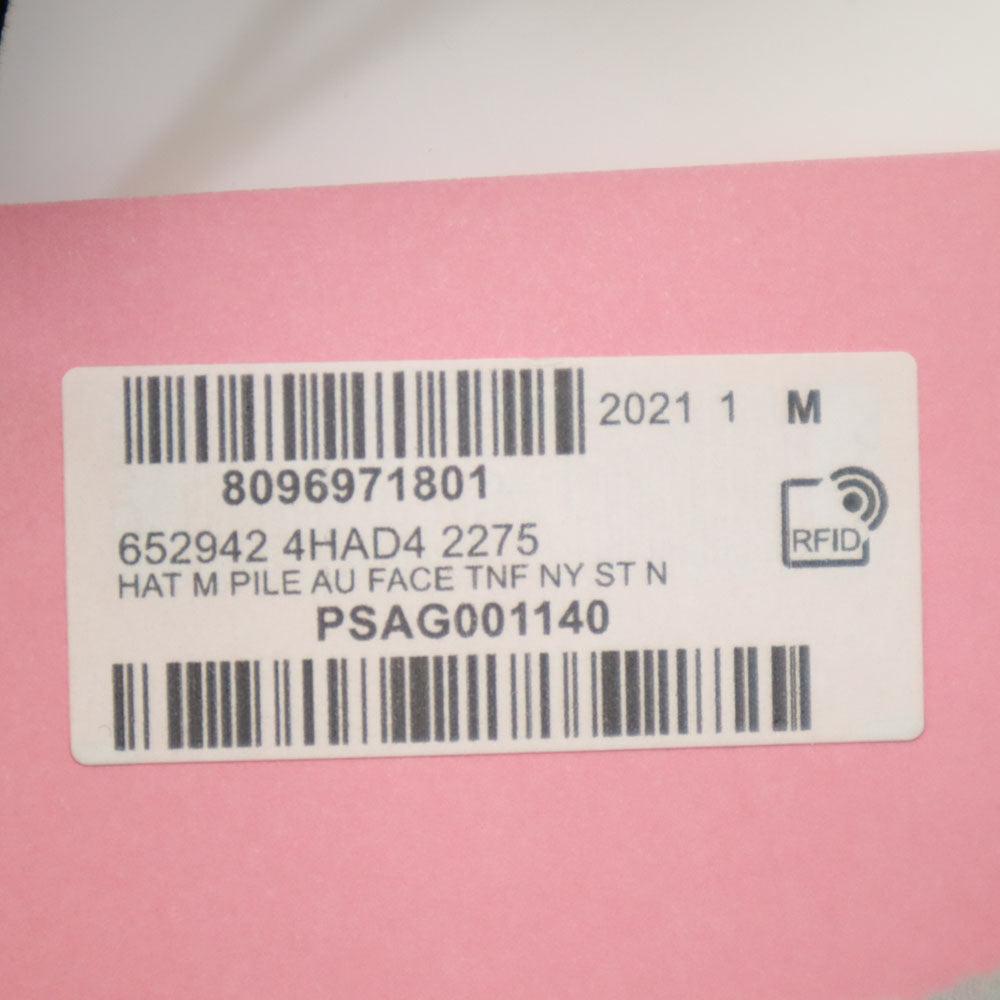 2021 1 M
8096971801
RFID
652942 4HAD4 2275
HAT M PILE AU FACE TNF NY ST N
PSAG001140